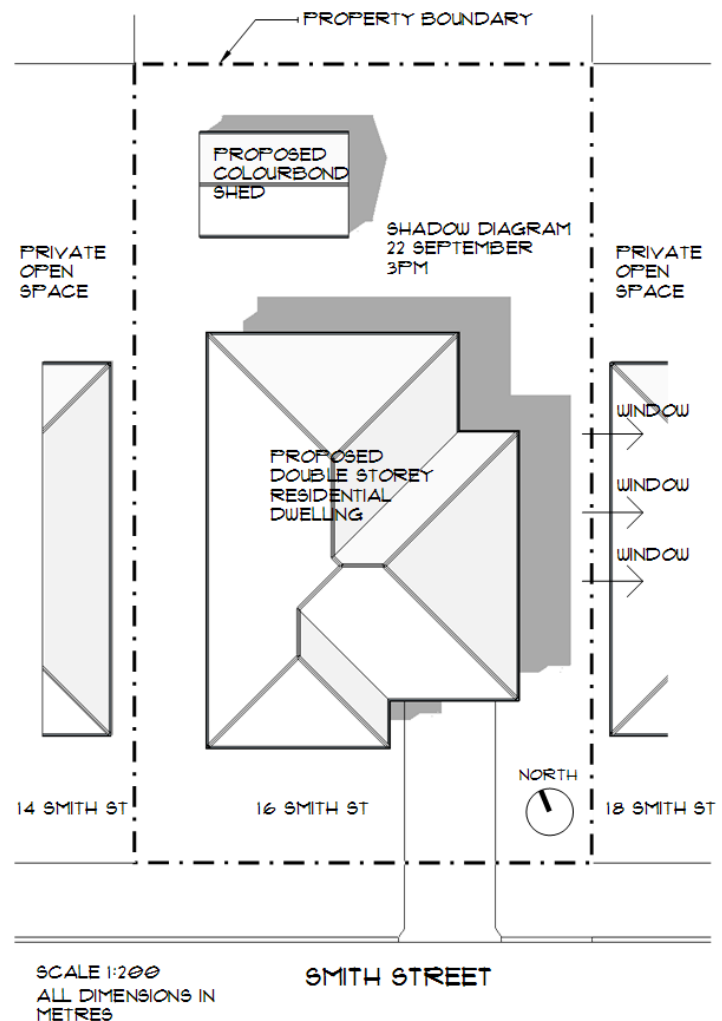 PROPERTY BOUNDARY
PROPOSED
COLOURBOND
SHED
SHADOW DIAGRAM
22 SEPTEMBER
3PM
PRIVATE
OPEN
SPACE
PRIVATE
OPEN
SPACE
WINDOW
PROPOSED
DOUBLE STOREY
RESIDENTIAL
DWELLING
WINDOW
WINDOW
NORTH
14 SMITH ST
16 SMITH ST
18 SMITH ST
SCALE 1:200
ALL DIMENSIONS IN
METRES
SMITH STREET